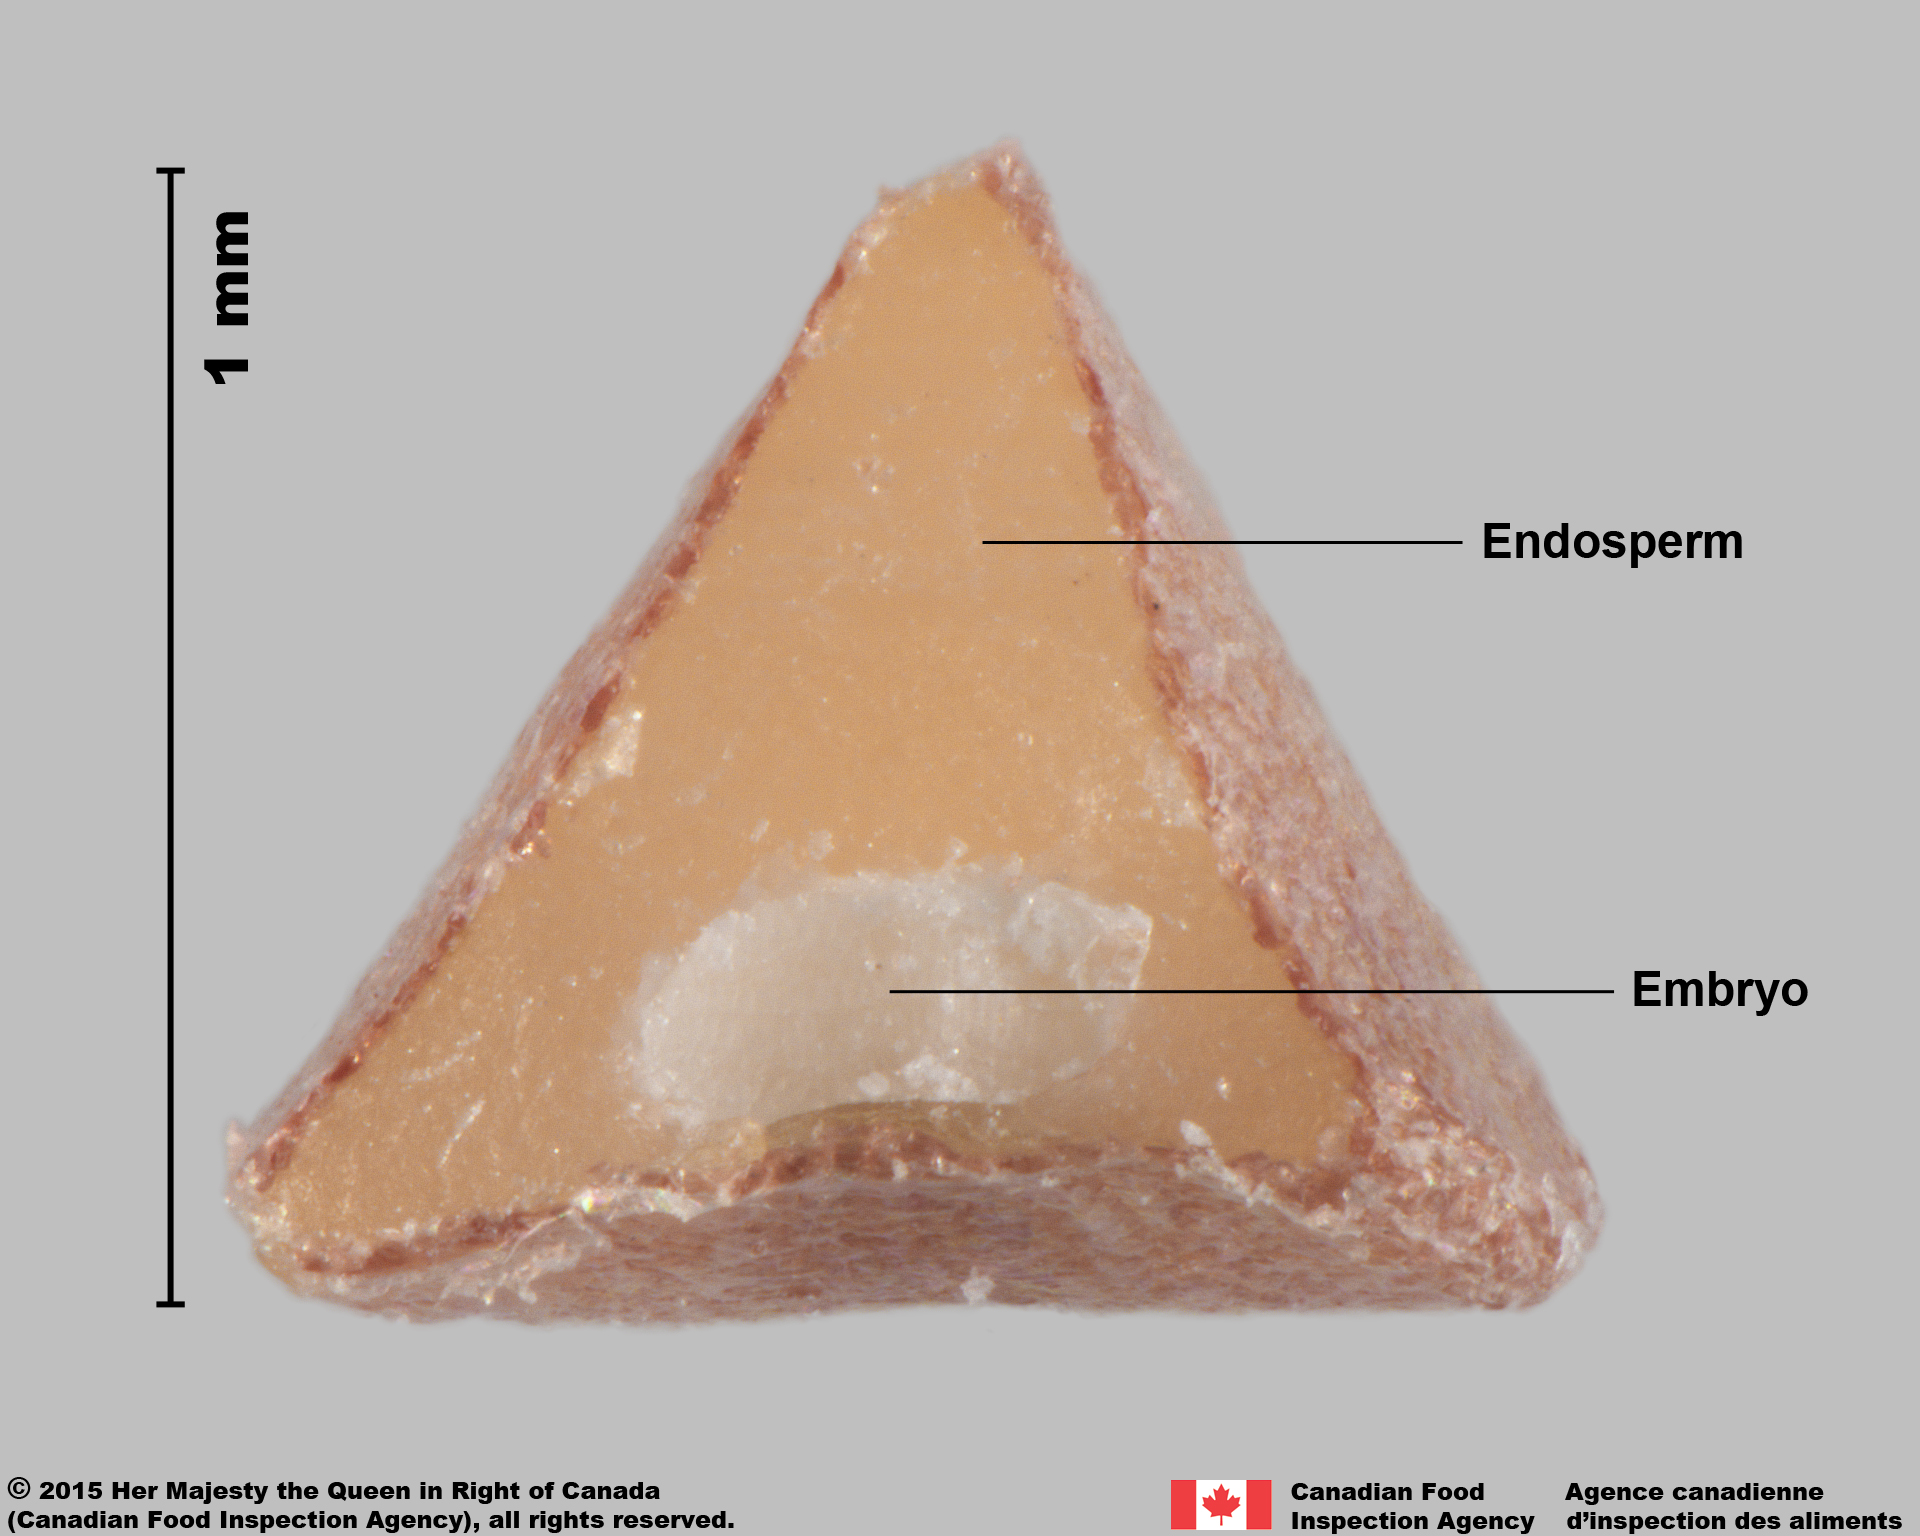 1 mm
Endosperm
Embryo
© 2015 Her Majesty the Queen in Right of Canada
(Canadian Food Inspection Agency), all rights reserved.
Canadian Food
Inspection Agency
Agence canadienne
d’inspection des aliments